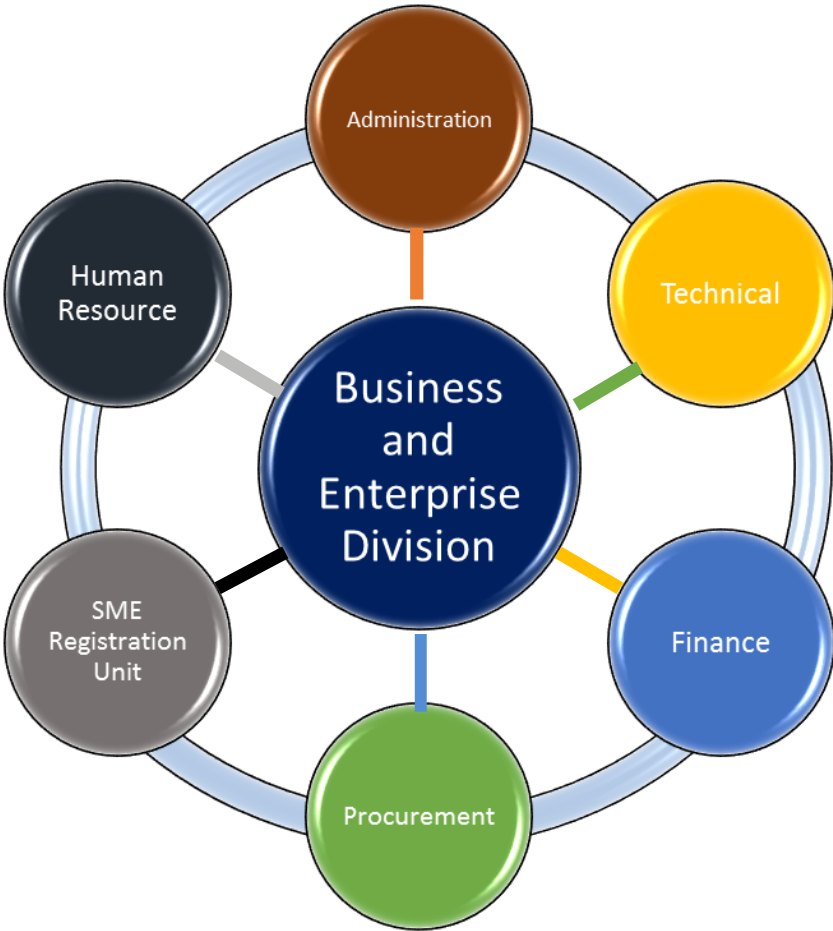 Administration
Technical
Finance
Procurement
SME
Registration
Unit
Human
Resource
Business
and
Enterprise
Division